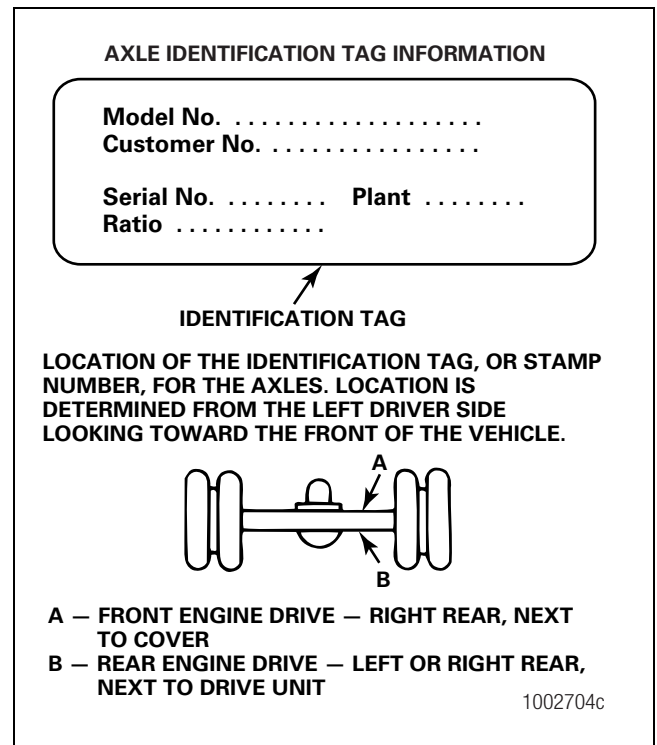 AXLE IDENTIFICATION TAG INFORMATION
Model No. . . . . . . . . . . . . . . . . . . .
Customer No. . . . . . . . . . . . . . . . .
Serial No. . . . . . . . . Plant . . . . . . . .
Ratio . . . . . . . . . . . .
IDENTIFICATION TAG
LOCATION OF THE IDENTIFICATION TAG, OR STAMP
NUMBER, FOR THE AXLES. LOCATION IS
DETERMINED FROM THE LEFT DRIVER SIDE
LOOKING TOWARD THE FRONT OF THE VEHICLE.
A
B
A — FRONT ENGINE DRIVE — RIGHT REAR, NEXT
TO COVER
B — REAR ENGINE DRIVE — LEFT OR RIGHT REAR,
NEXT TO DRIVE UNIT
1002704c